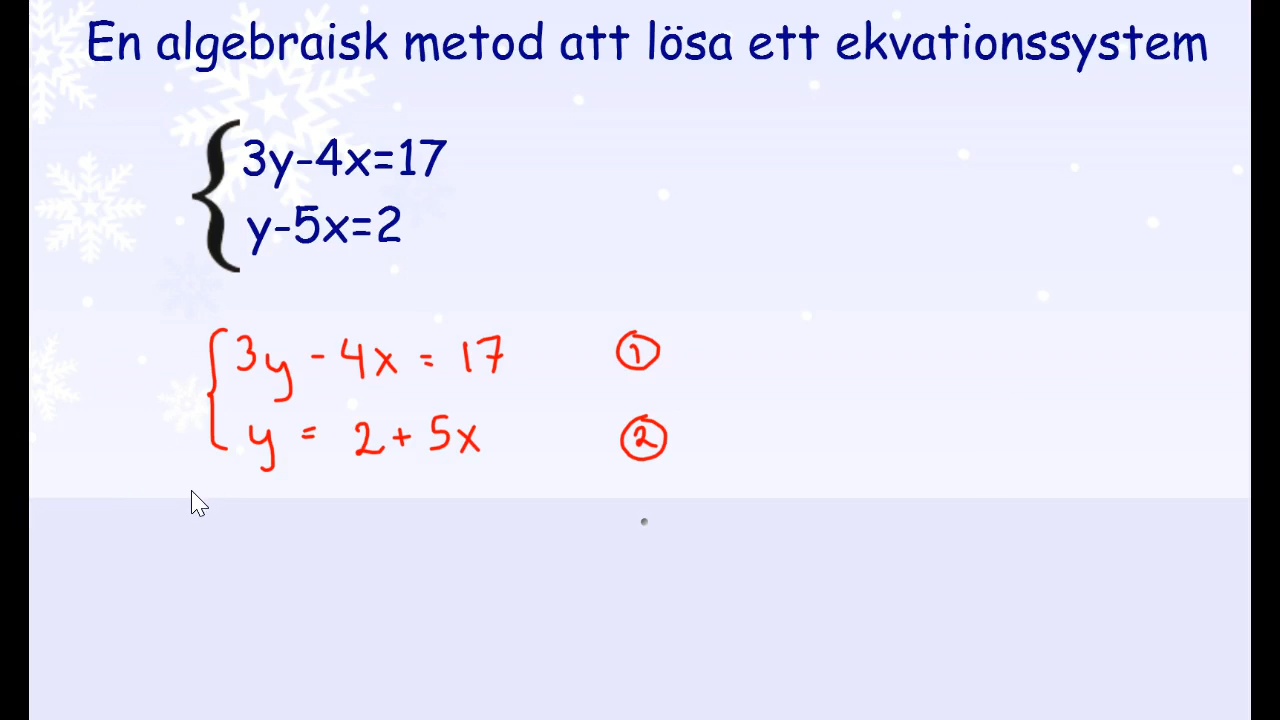 En algebraisk metod att lösa ett ekvationssystem
3y-4x=17
y-5x=2
3y - 4x = 17 ①
y = 2 + 5x ②